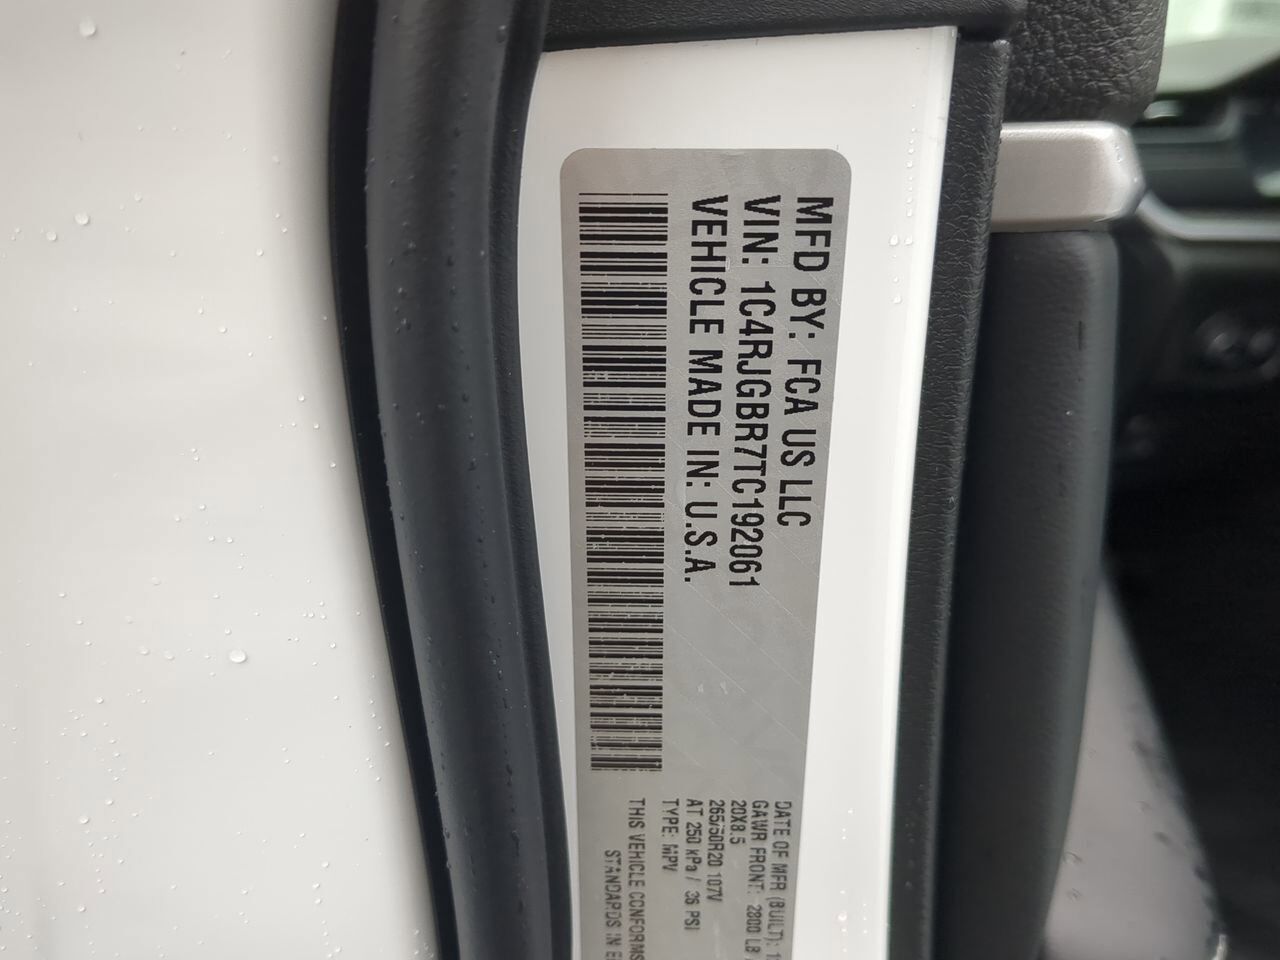 MFD BY: FCA US LLC
VIN: 1C4RJGBR7TC192061
VEHICLE MADE IN: U.S.A.
DATE OF MFR (BUILT):
GAWR FRONT: 2800 LB
20X8.5
265/50R20 107V
AT 250 kPa / 36 PSI
TYPE: MPV
THIS VEHICLE CONFORMS
STANDARDS IN